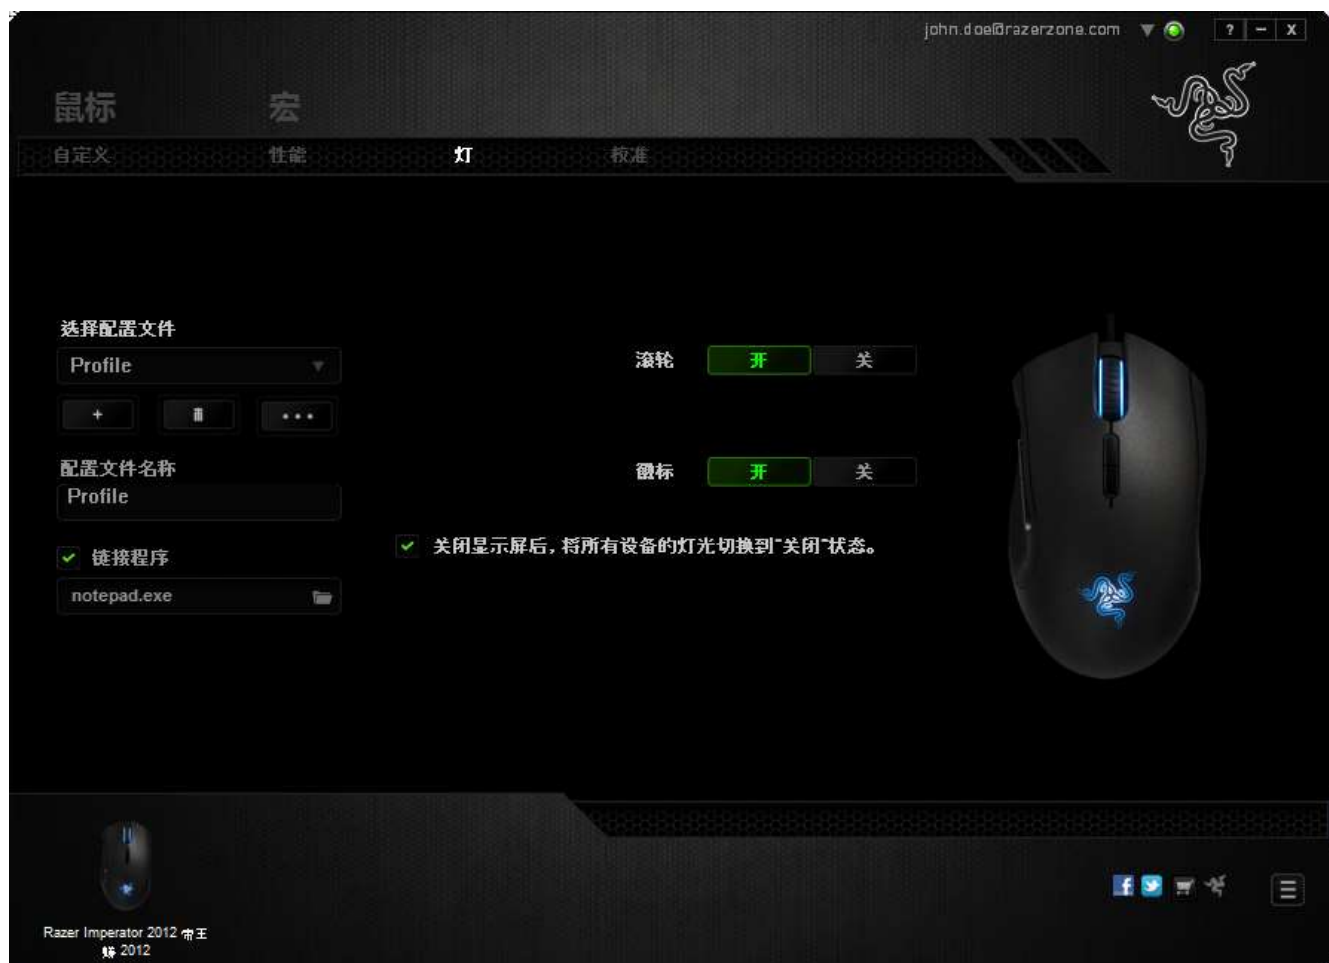 john.doe@razerzone.com
? - X
鼠标 宏
自定义 性能 灯 校准
选择配置文件
Profile
滚轮 开 关
配置文件名称
徽标 开 关
Profile
关闭显示屏后，将所有设备的灯光切换到"关闭"状态。
链接程序
notepad.exe
Razer Imperator 2012 帝王
蟒 2012